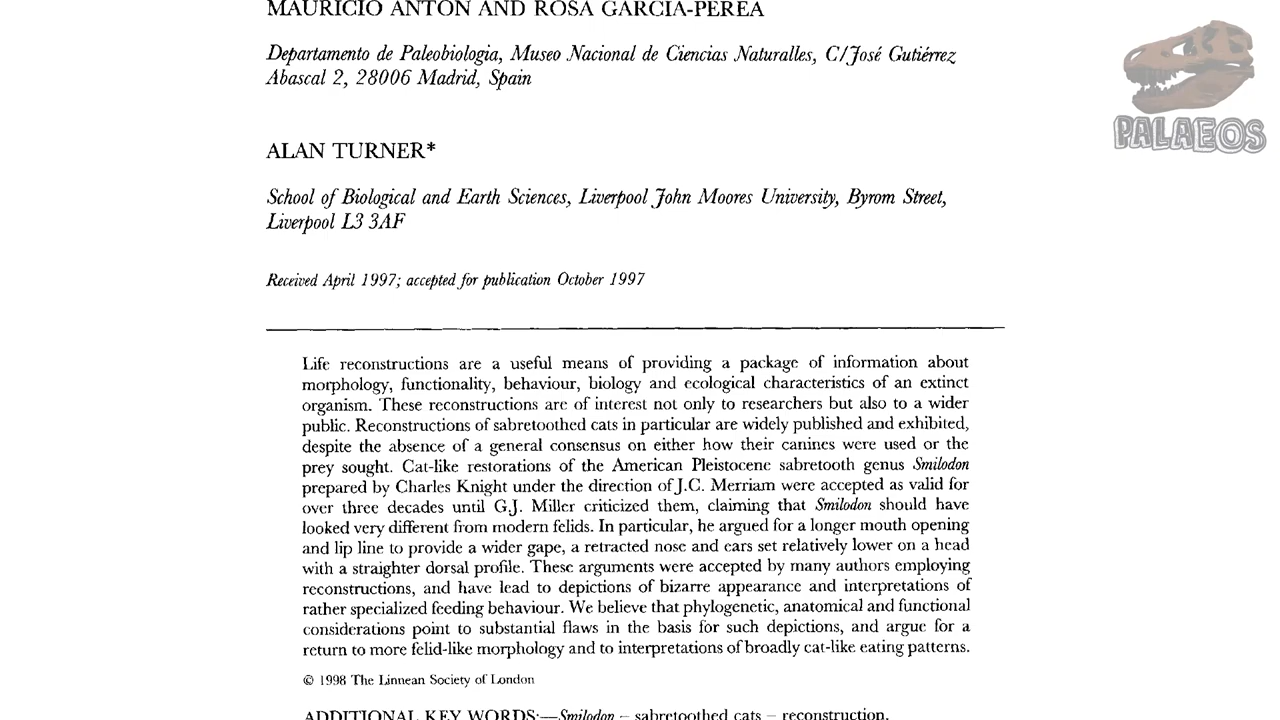 MAURICIO ANTÓN AND ROSA GARCÍA-PEREA
Departamento de Paleobiologia, Museo Nacional de Ciencias Naturalles, C/José Gutiérrez
Abascal 2, 28006 Madrid, Spain
ALAN TURNER*
School of Biological and Earth Sciences, Liverpool John Moores University, Byrom Street,
Liverpool L3 3AF
Received April 1997; accepted for publication October 1997
Life reconstructions are a useful means of providing a package of information about
morphology, functionality, behaviour, biology and ecological characteristics of an extinct
organism. These reconstructions are of interest not only to researchers but also to a wider
public. Reconstructions of sabretoothed cats in particular are widely published and exhibited,
despite the absence of a general consensus on either how their canines were used or the
prey sought. Cat-like restorations of the American Pleistocene sabretooth genus Smilodon
prepared by Charles Knight under the direction of J.C. Merriam were accepted as valid for
over three decades until G.J. Miller criticized them, claiming that Smilodon should have
looked very different from modern felids. In particular, he argued for a longer mouth opening
and lip line to provide a wider gape, a retracted nose and ears set relatively lower on a head
with a straighter dorsal profile. These arguments were accepted by many authors employing
reconstructions, and have lead to depictions of bizarre appearance and interpretations of
rather specialized feeding behaviour. We believe that phylogenetic, anatomical and functional
considerations point to substantial flaws in the basis for such depictions, and argue for a
return to more felid-like morphology and to interpretations of broadly cat-like eating patterns.
© 1998 The Linnean Society of London
ADDITIONAL KEY WORDS:—Smilodon – sabretoothed cats – reconstruction.
PALAEOS